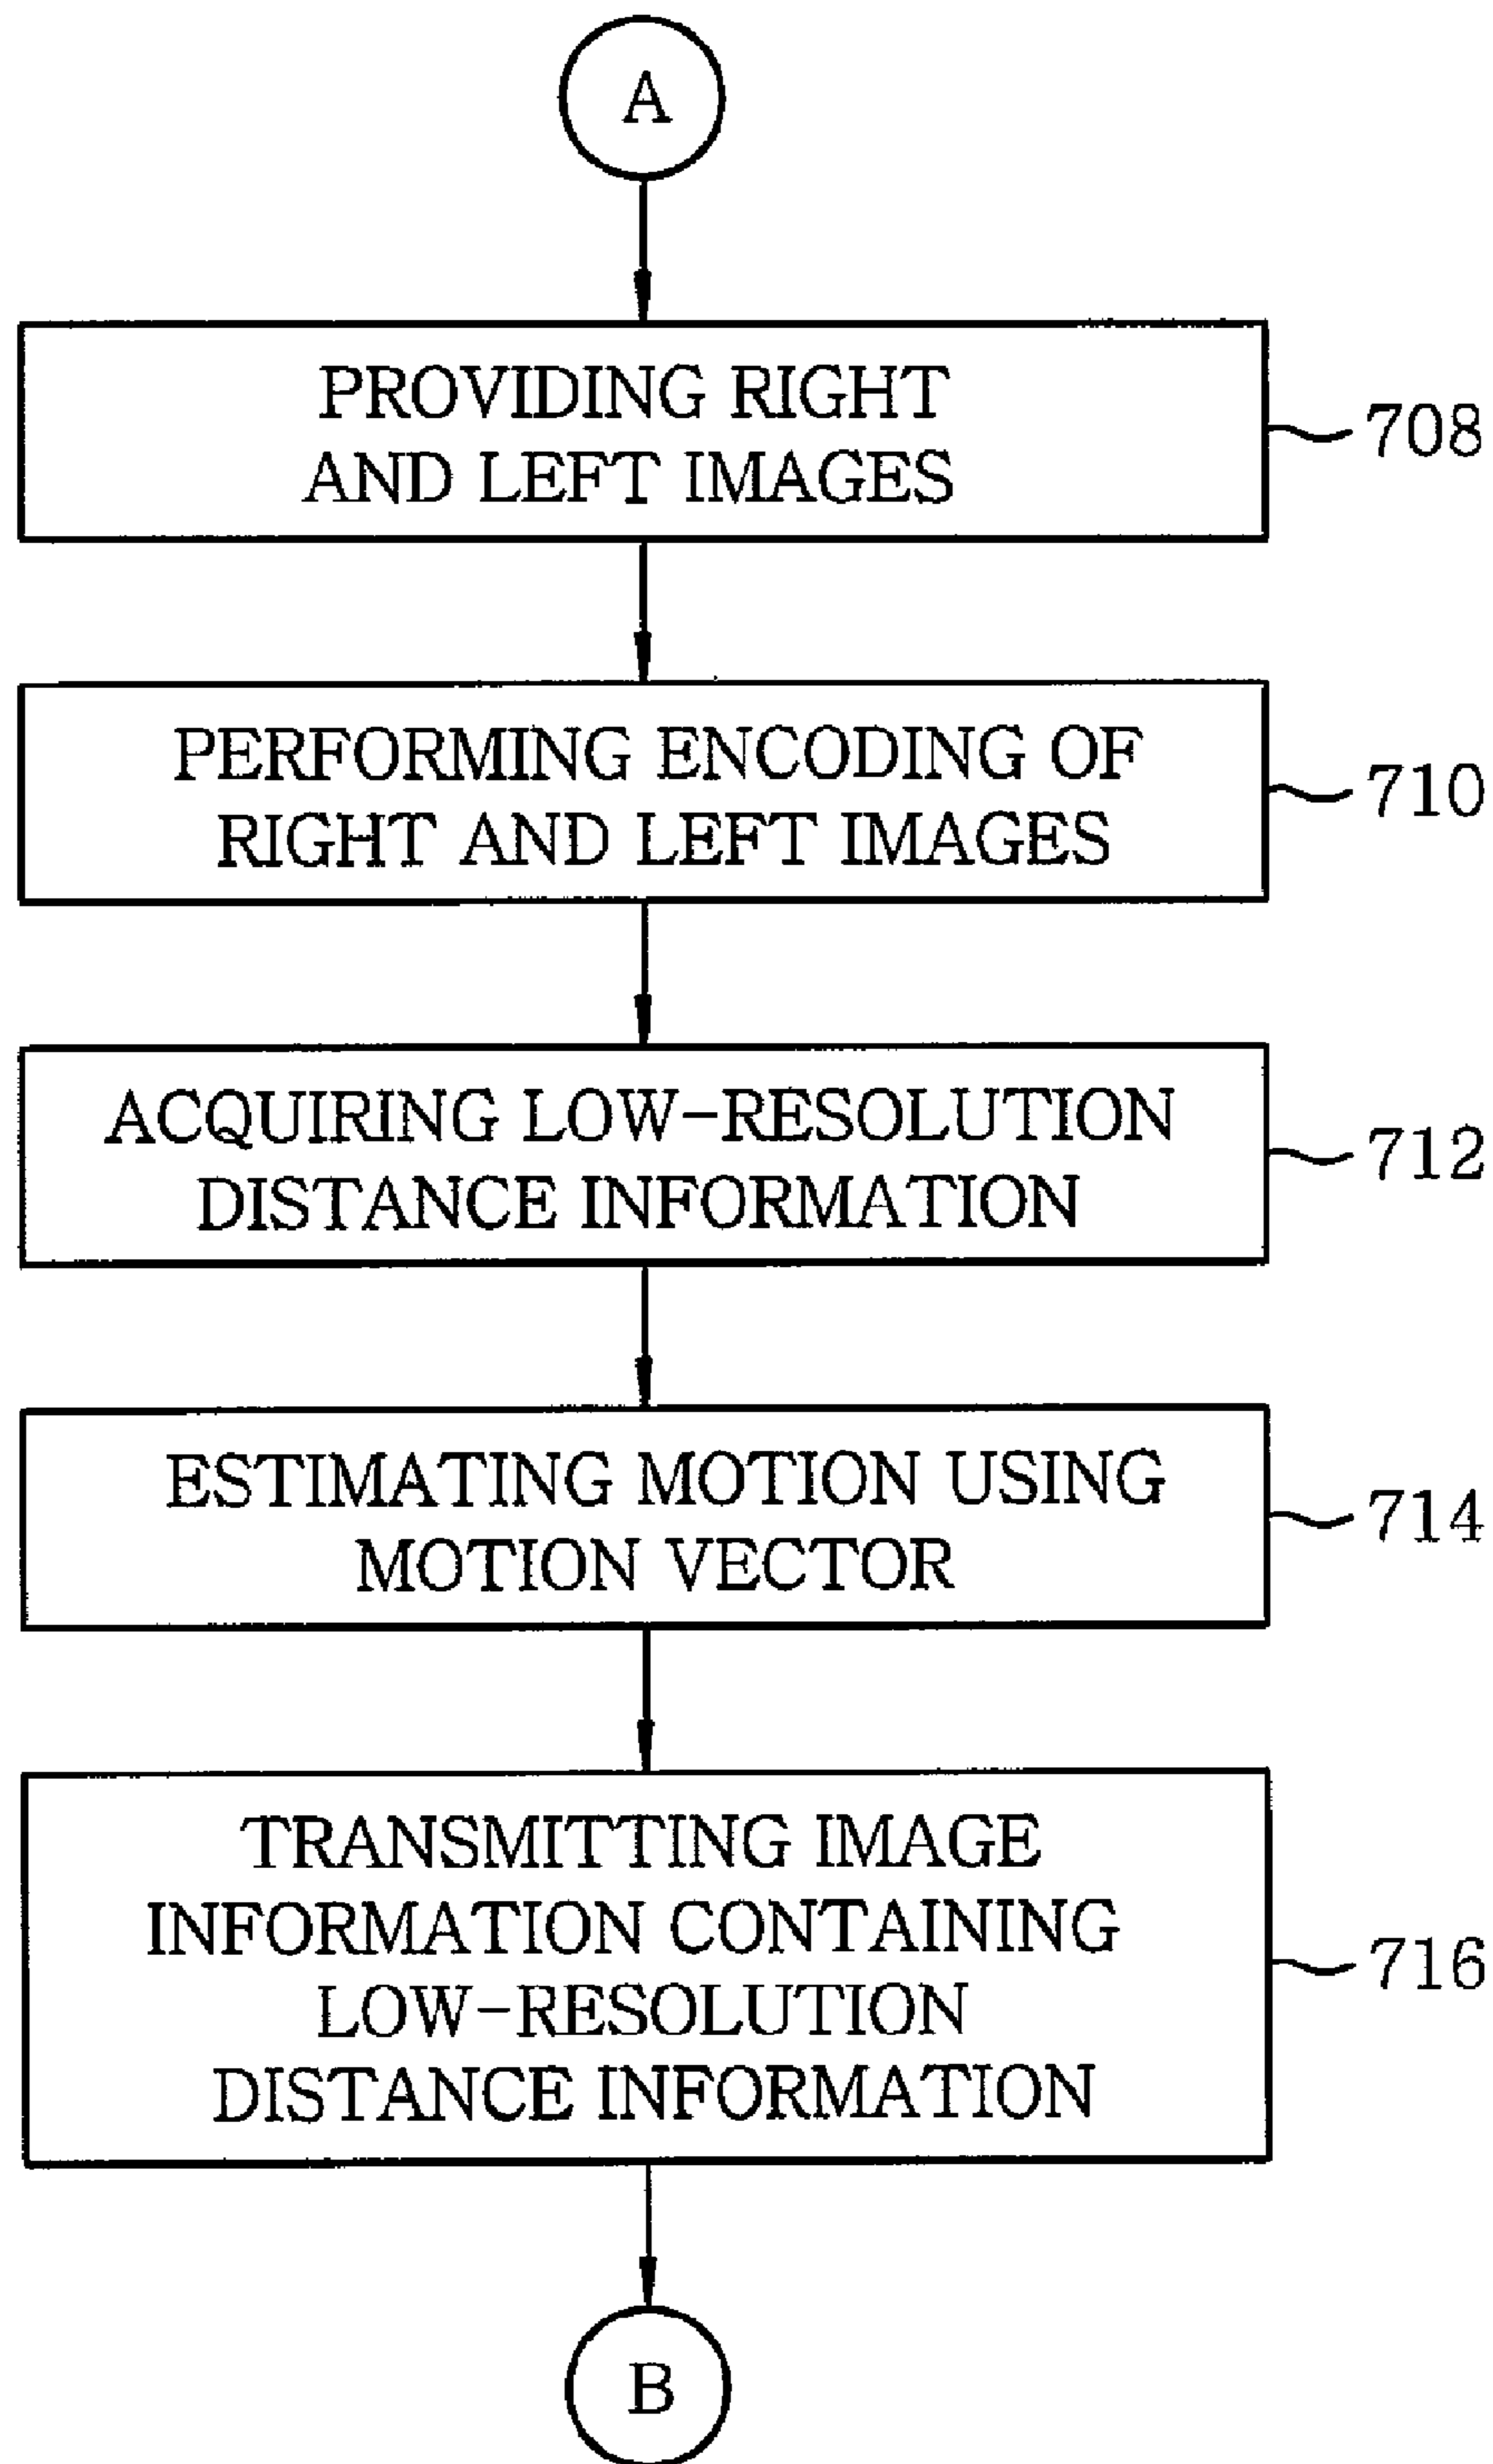 A
PROVIDING RIGHT
AND LEFT IMAGES
708
PERFORMING ENCODING OF
RIGHT AND LEFT IMAGES
710
ACQUIRING LOW-RESOLUTION
DISTANCE INFORMATION
712
ESTIMATING MOTION USING
MOTION VECTOR
714
TRANSMITTING IMAGE
INFORMATION CONTAINING
LOW-RESOLUTION
DISTANCE INFORMATION
716
B